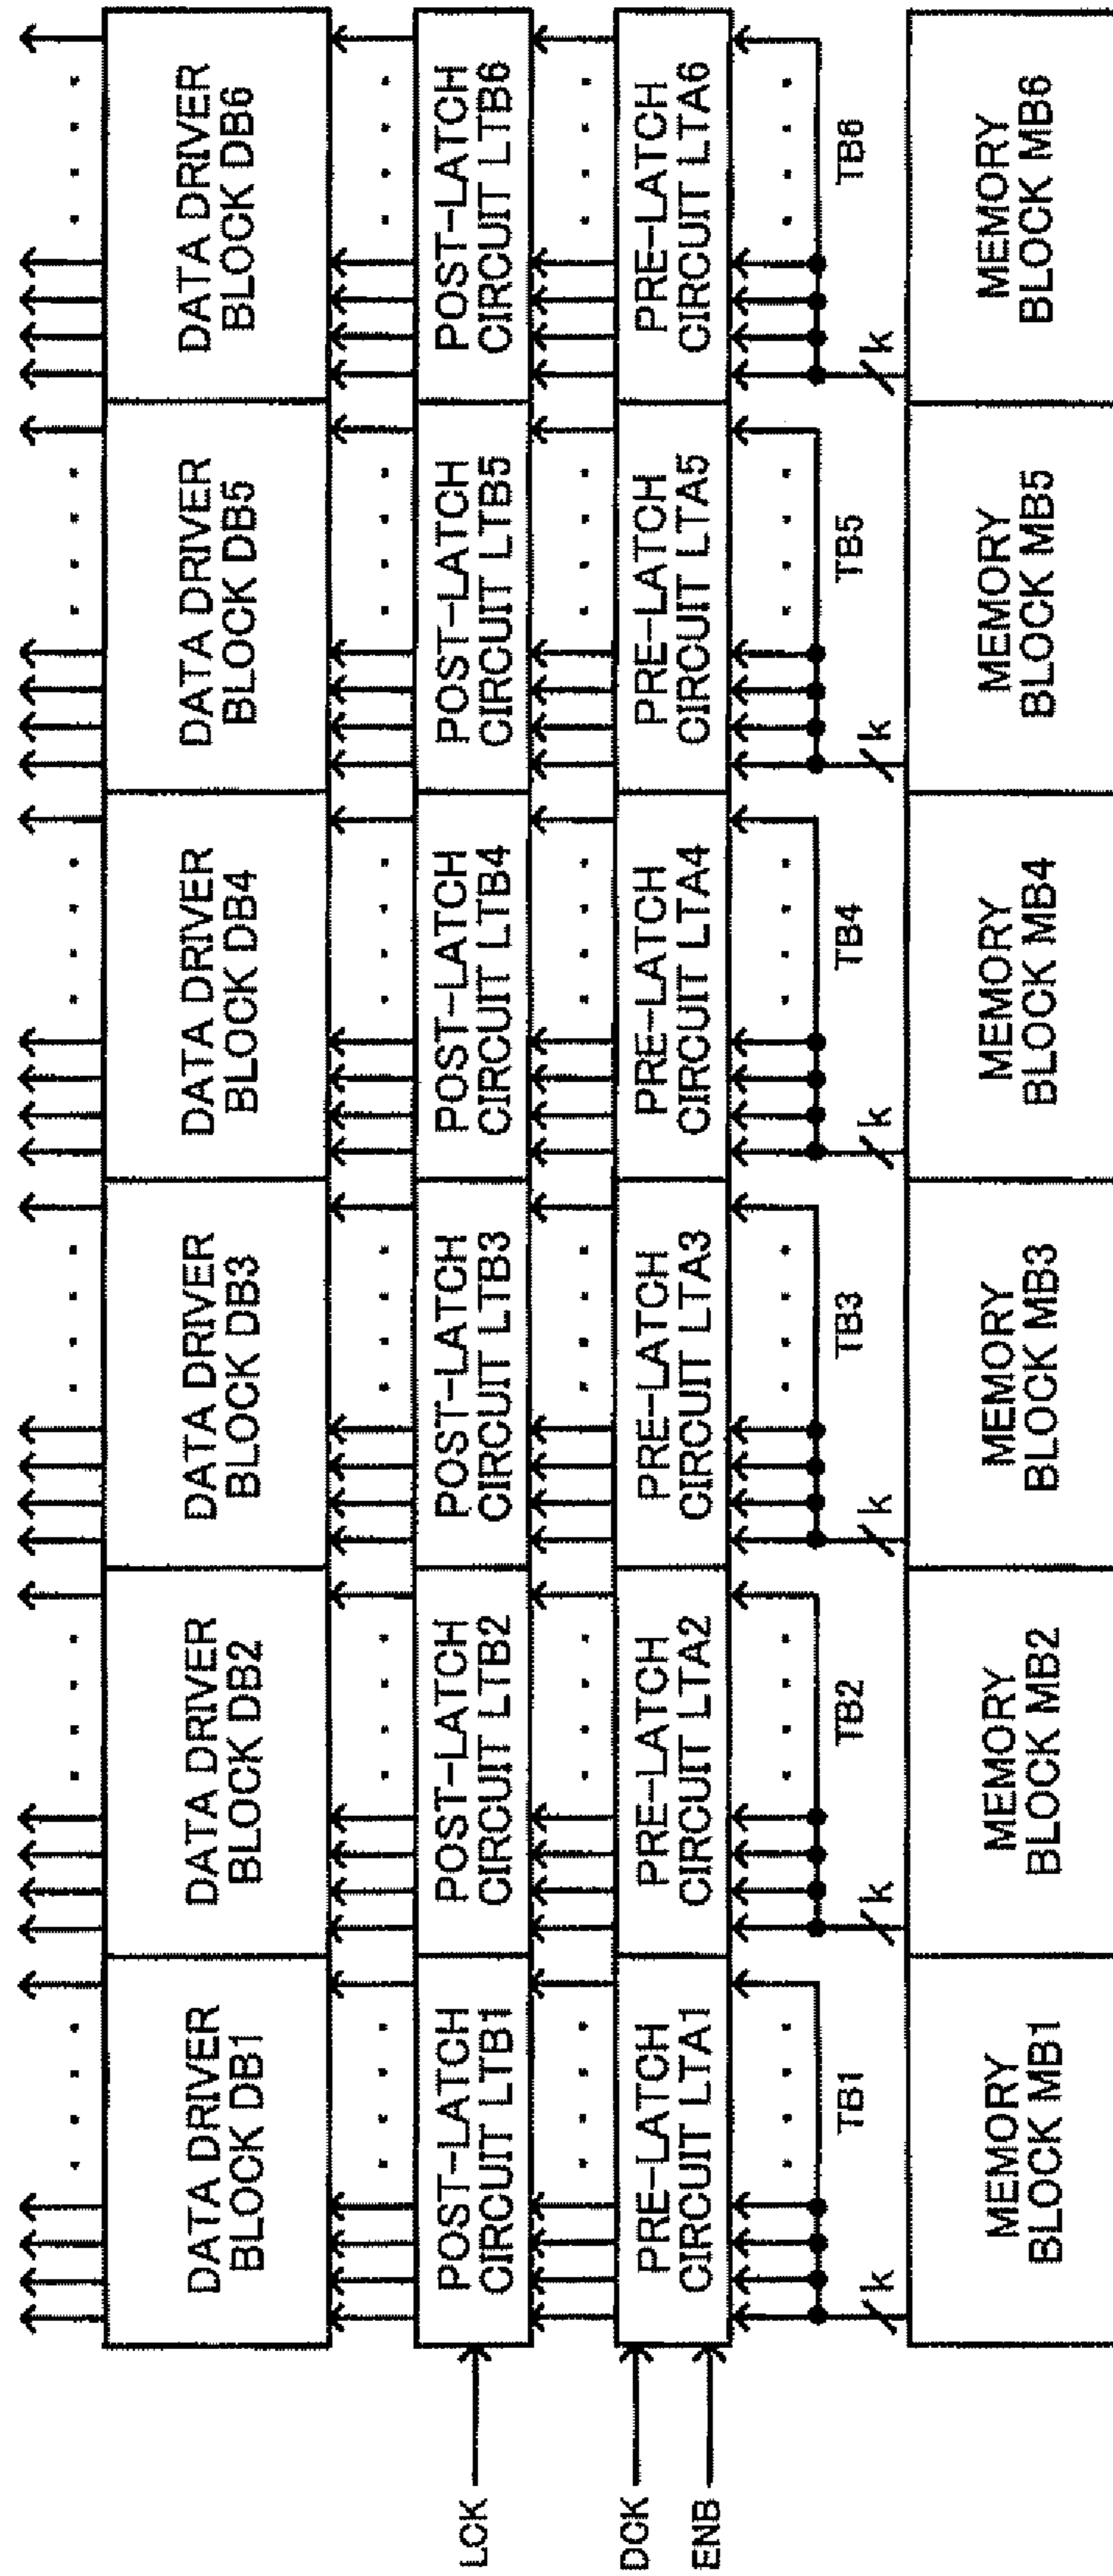 DATA DRIVER
BLOCK DB1
DATA DRIVER
BLOCK DB2
DATA DRIVER
BLOCK DB3
DATA DRIVER
BLOCK DB4
DATA DRIVER
BLOCK DB5
DATA DRIVER
BLOCK DB6
LCK
POST-LATCH
CIRCUIT LTB1
POST-LATCH
CIRCUIT LTB2
POST-LATCH
CIRCUIT LTB3
POST-LATCH
CIRCUIT LTB4
POST-LATCH
CIRCUIT LTB5
POST-LATCH
CIRCUIT LTB6
DCK
ENB
PRE-LATCH
CIRCUIT LTA1
PRE-LATCH
CIRCUIT LTA2
PRE-LATCH
CIRCUIT LTA3
PRE-LATCH
CIRCUIT LTA4
PRE-LATCH
CIRCUIT LTA5
PRE-LATCH
CIRCUIT LTA6
TB1
TB2
TB3
TB4
TB5
TB6
k
k
k
k
k
k
MEMORY
BLOCK MB1
MEMORY
BLOCK MB2
MEMORY
BLOCK MB3
MEMORY
BLOCK MB4
MEMORY
BLOCK MB5
MEMORY
BLOCK MB6